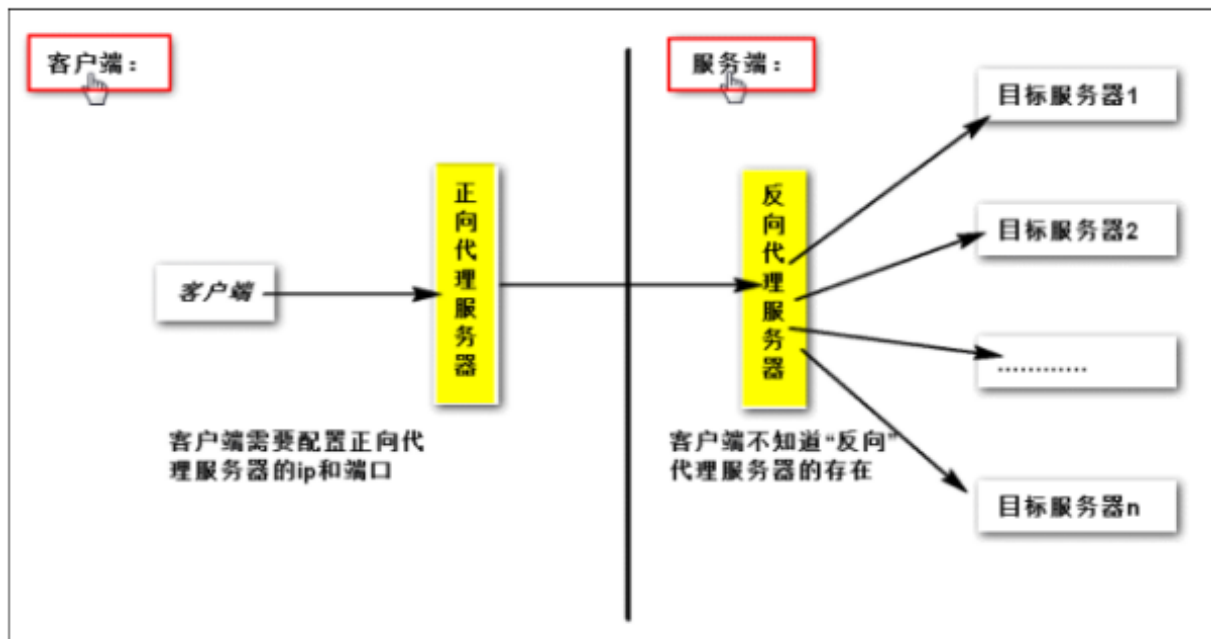 客户端：
服务端：
目标服务器1
正向代理服务器
反向代理服务器
目标服务器2
客户端
............
客户端需要配置正向代
理服务器的ip和端口
客户端不知道“反向”
代理服务器的存在
目标服务器n